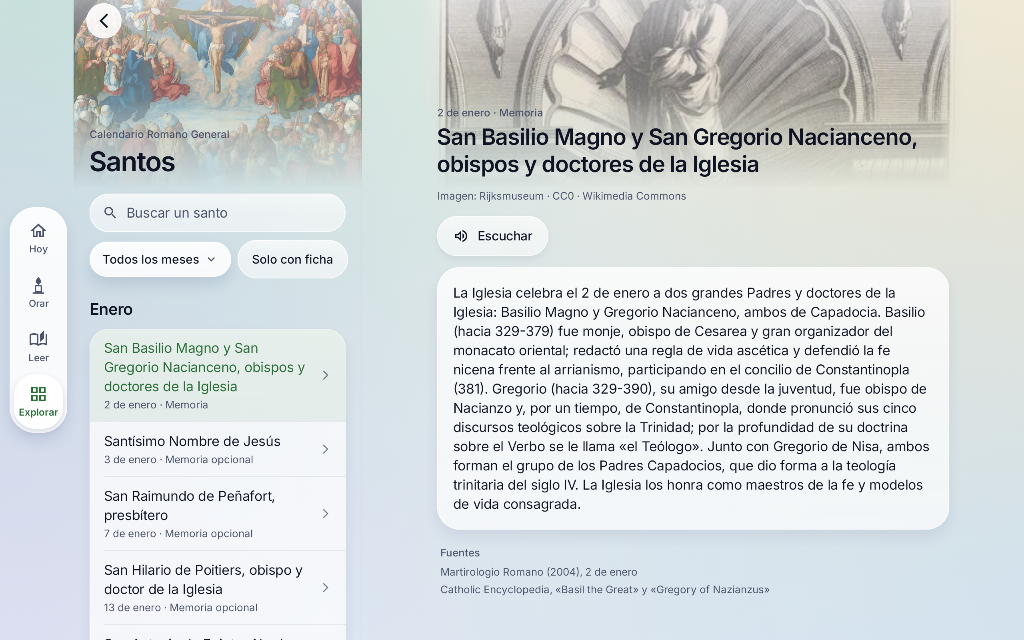 Calendario Romano General
Santos
Buscar un santo
Todos los meses
Solo con ficha
Hoy
Orar
Leer
Explorar
Enero
San Basilio Magno y San
Gregorio Nacianceno, obispos y
doctores de la Iglesia
2 de enero · Memoria
Santísimo Nombre de Jesús
3 de enero · Memoria opcional
San Raimundo de Peñafort,
presbítero
7 de enero · Memoria opcional
San Hilario de Poitiers, obispo y
doctor de la Iglesia
13 de enero · Memoria opcional
2 de enero · Memoria
San Basilio Magno y San Gregorio Nacianceno,
obispos y doctores de la Iglesia
Imagen: Rijksmuseum · CC0 · Wikimedia Commons
Escuchar
La Iglesia celebra el 2 de enero a dos grandes Padres y doctores de la
Iglesia: Basilio Magno y Gregorio Nacianceno, ambos de Capadocia. Basilio
(hacia 329-379) fue monje, obispo de Cesarea y gran organizador del
monacato oriental; redactó una regla de vida ascética y defendió la fe
nicena frente al arrianismo, participando en el concilio de Constantinopla
(381). Gregorio (hacia 329-390), su amigo desde la juventud, fue obispo de
Nacianzo y, por un tiempo, de Constantinopla, donde pronunció sus cinco
discursos teológicos sobre la Trinidad; por la profundidad de su doctrina
sobre el Verbo se le llama «el Teólogo». Junto con Gregorio de Nisa, ambos
forman el grupo de los Padres Capadocios, que dio forma a la teología
trinitaria del siglo IV. La Iglesia los honra como maestros de la fe y modelos
de vida consagrada.
Fuentes
Martirologio Romano (2004), 2 de enero
Catholic Encyclopedia, «Basil the Great» y «Gregory of Nazianzus»